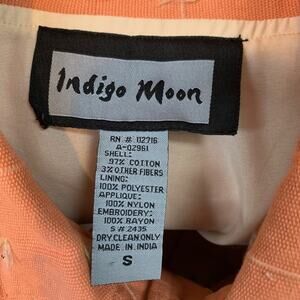 Indigo Moon
RN # 112716
A-02961
SHELL:
97% COTTON
3% OTHER FIBERS
LINING:
100% POLYESTER
APPLIQUE:
100% NYLON
EMBROIDERY:
100% RAYON
S # 2435
DRY CLEAN ONLY
MADE IN INDIA
S